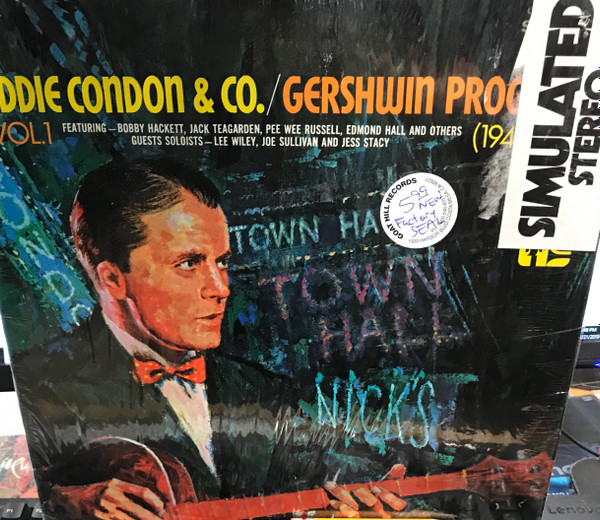 DDIE CONDON & CO./GERSHWIN PROG
VOL.1
FEATURING—BOBBY HACKETT, JACK TEAGARDEN, PEE WEE RUSSELL, EDMOND HALL AND OTHERS
GUESTS SOLOISTS—LEE WILEY, JOE SULLIVAN AND JESS STACY
(194
SIMULATED
STEREO
GOAT HILL RECORDS
5.99
NEW
Factory
SEAL
TOWN HA
TOWN
HALL
NICK'S
Lenovo